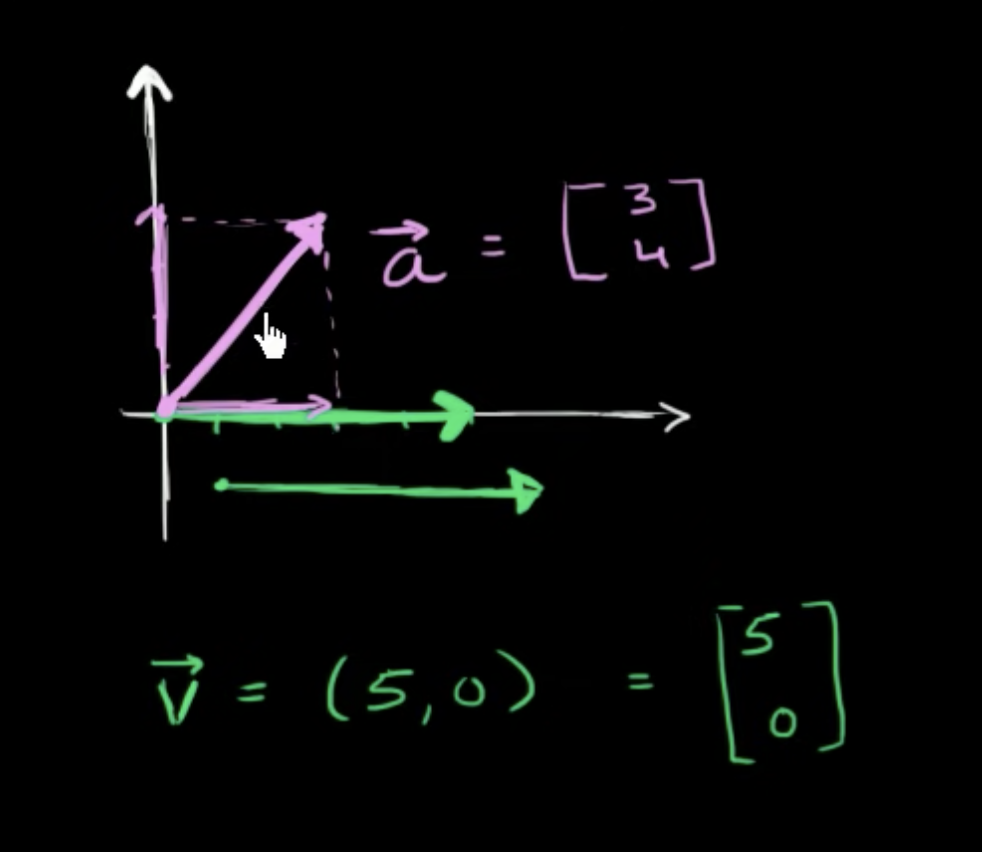 a⃗ = [3
4]
v⃗ = (5,0) = [5
0]